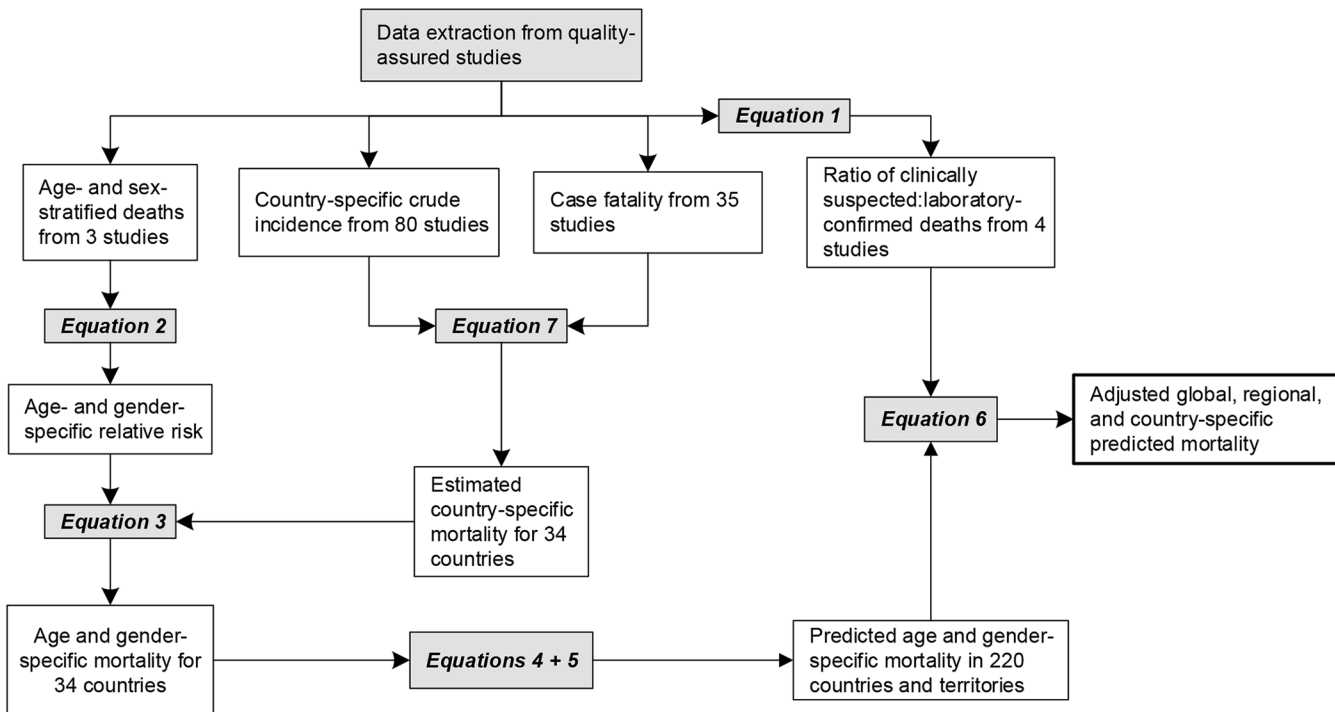 Data extraction from quality-
assured studies
Equation 1
Age- and sex-
stratified deaths
from 3 studies
Country-specific crude
incidence from 80 studies
Case fatality from 35
studies
Ratio of clinically
suspected:laboratory-
confirmed deaths from 4
studies
Equation 2
Equation 7
Age- and gender-
specific relative risk
Equation 6
Adjusted global, regional,
and country-specific
predicted mortality
Equation 3
Estimated
country-specific
mortality for 34
countries
Age and gender-
specific mortality for
34 countries
Equations 4 + 5
Predicted age and gender-
specific mortality in 220
countries and territories